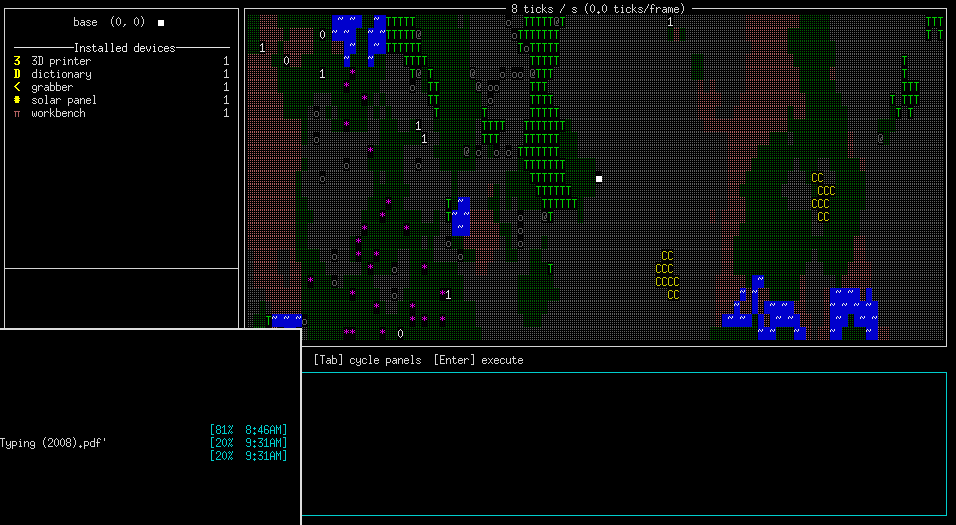 8 ticks / s (0.0 ticks/frame)
base (0, 0)
Installed devices
3 3D printer 1
D dictionary 1
< grabber 1
* solar panel 1
π workbench 1
[Tab] cycle panels [Enter] execute
[81% 8:46AM]
Typing (2008).pdf' [20% 9:31AM]
[20% 9:31AM]